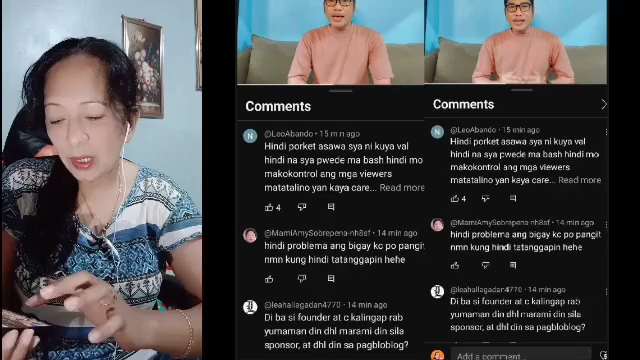 Comments
@LeoAbando • 15 min ago
Hindi porket asawa sya ni kuya val
hindi na sya pwede ma bash hindi mo
makokontrol ang mga viewers
matatalino yan kaya care... Read more
4
@MamiAmySobrepena-nh8sf • 14 min ago
hindi problema ang bigay kc po pangit
nmn kung hindi tatanggapin hehe
@leahallagadan4770 • 14 min ago
Di ba si founder at c kalingap rab
yumaman din dhl marami din sila
sponsor, at dhl din sa pagbloblog?
Comments
@LeoAbando • 15 min ago
Hindi porket asawa sya ni kuya val
hindi na sya pwede ma bash hindi mo
makokontrol ang mga viewers
matatalino yan kaya care... Read more
4
@MamiAmySobrepena-nh8sf • 14 min ago
hindi problema ang bigay kc po pangit
nmn kung hindi tatanggapin hehe
@leahallagadan4770 • 14 min ago
Di ba si founder at c kalingap rab
yumaman din dhl marami din sila
sponsor, at dhl din sa pagbloblog?
Add a comment...